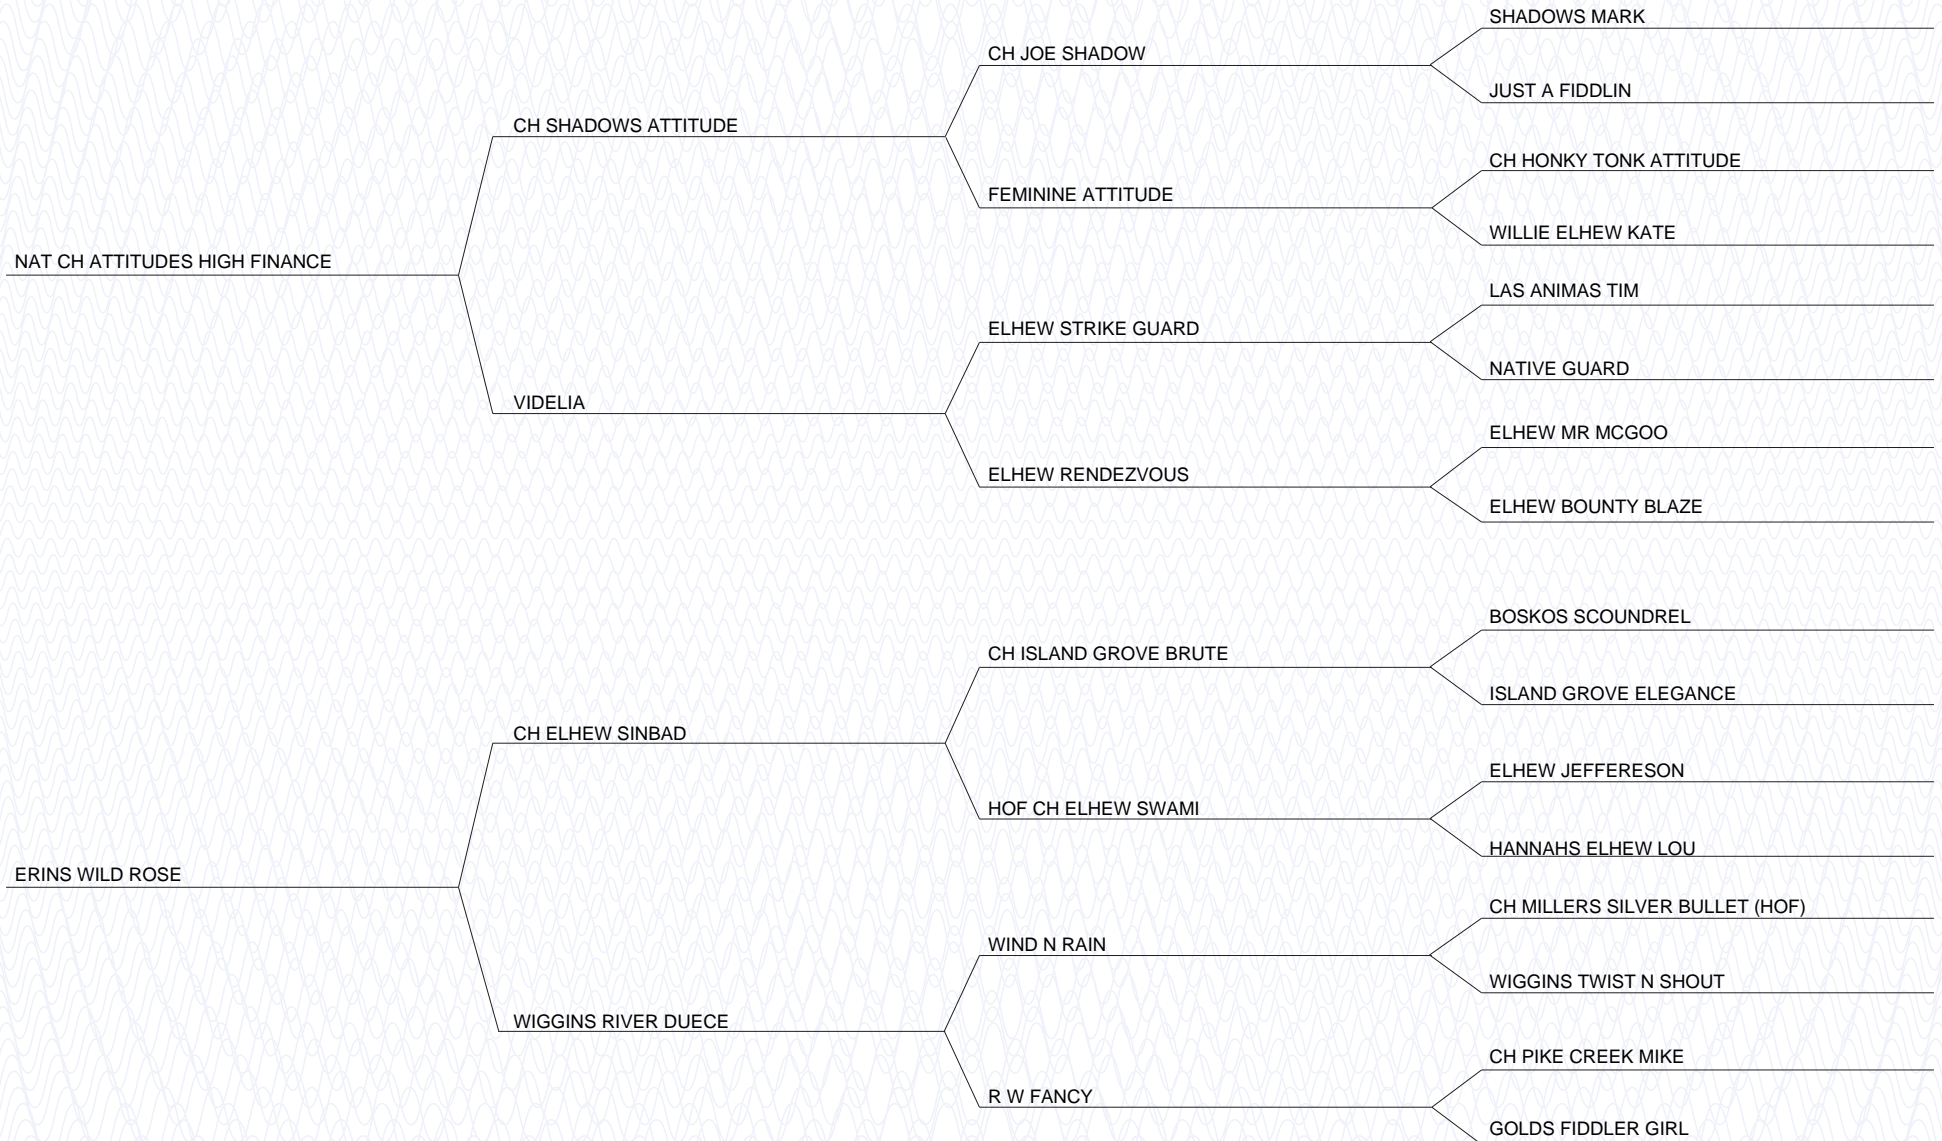 SHADOWS MARK
CH JOE SHADOW
JUST A FIDDLIN
CH SHADOWS ATTITUDE
CH HONKY TONK ATTITUDE
FEMININE ATTITUDE
WILLIE ELHEW KATE
NAT CH ATTITUDES HIGH FINANCE
LAS ANIMAS TIM
ELHEW STRIKE GUARD
NATIVE GUARD
VIDELIA
ELHEW MR MCGOO
ELHEW RENDEZVOUS
ELHEW BOUNTY BLAZE
BOSKOS SCOUNDREL
CH ISLAND GROVE BRUTE
ISLAND GROVE ELEGANCE
CH ELHEW SINBAD
ELHEW JEFFERESON
HOF CH ELHEW SWAMI
HANNAHS ELHEW LOU
ERINS WILD ROSE
CH MILLERS SILVER BULLET (HOF)
WIND N RAIN
WIGGINS TWIST N SHOUT
WIGGINS RIVER DUECE
CH PIKE CREEK MIKE
R W FANCY
GOLDS FIDDLER GIRL